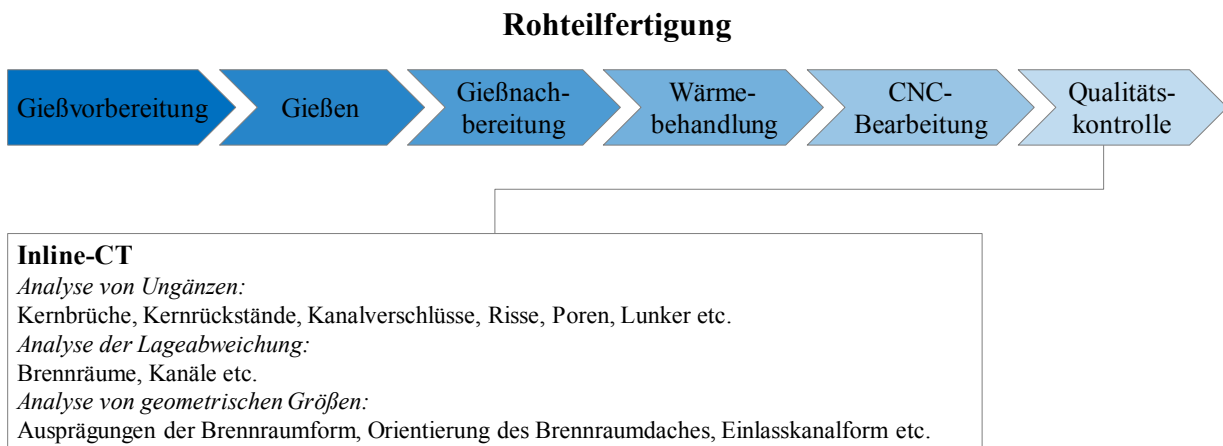 Rohteilfertigung
Gießvorbereitung
Gießen
Gießnach-
bereitung
Wärme-
behandlung
CNC-
Bearbeitung
Qualitäts-
kontrolle
Inline-CT
Analyse von Ungänzen:
Kernbrüche, Kernrückstände, Kanalverschlüsse, Risse, Poren, Lunker etc.
Analyse der Lageabweichung:
Brennräume, Kanäle etc.
Analyse von geometrischen Größen:
Ausprägungen der Brennraumform, Orientierung des Brennraumdaches, Einlasskanalform etc.